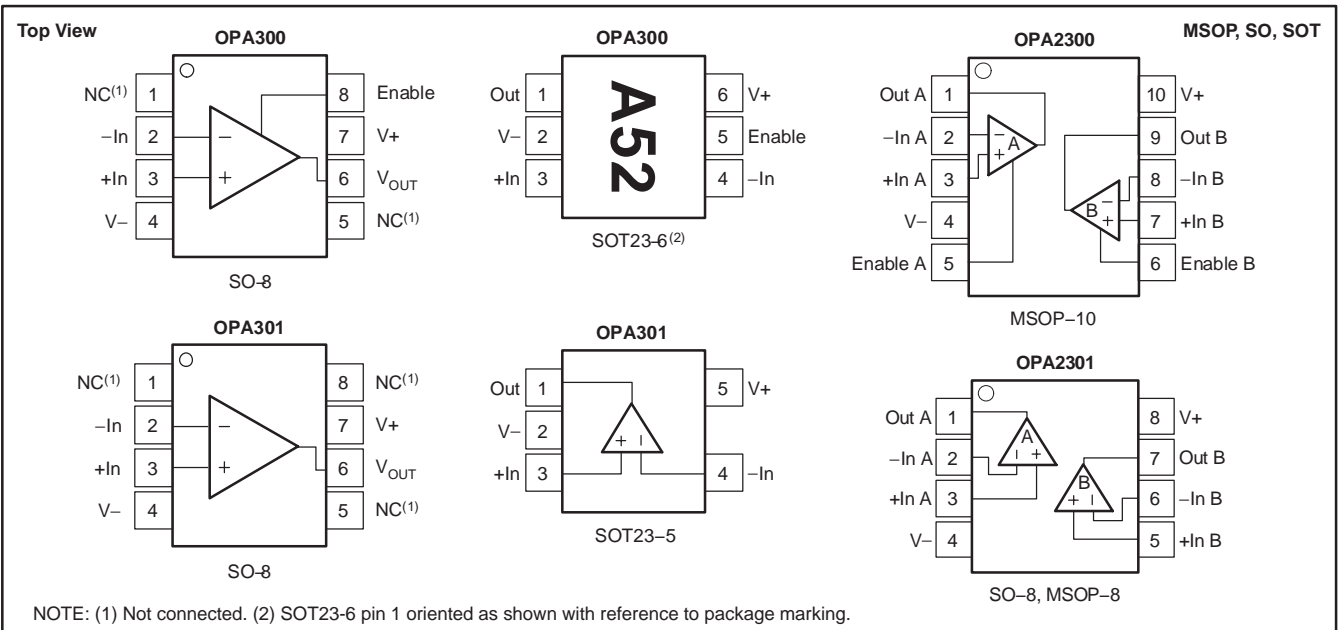 Top View
MSOP, SO, SOT
OPA300
NC(1) 1
8 Enable
−In 2
−
7 V+
+In 3
+
6 VOUT
V− 4
5 NC(1)
SO-8
OPA300
A52
Out 1
6 V+
V− 2
5 Enable
+In 3
4 −In
SOT23-6(2)
OPA2300
Out A 1
10 V+
−In A 2
− A
+
9 Out B
+In A 3
8 −In B
B −
+
V− 4
7 +In B
Enable A 5
6 Enable B
MSOP−10
OPA301
NC(1) 1
8 NC(1)
−In 2
−
7 V+
+In 3
+
6 VOUT
V− 4
5 NC(1)
SO-8
OPA301
Out 1
5 V+
V− 2
+ −
+In 3
4 −In
SOT23−5
OPA2301
Out A 1
8 V+
A
− +
−In A 2
7 Out B
B
+ −
+In A 3
6 −In B
V− 4
5 +In B
SO−8, MSOP−8
NOTE: (1) Not connected. (2) SOT23-6 pin 1 oriented as shown with reference to package marking.